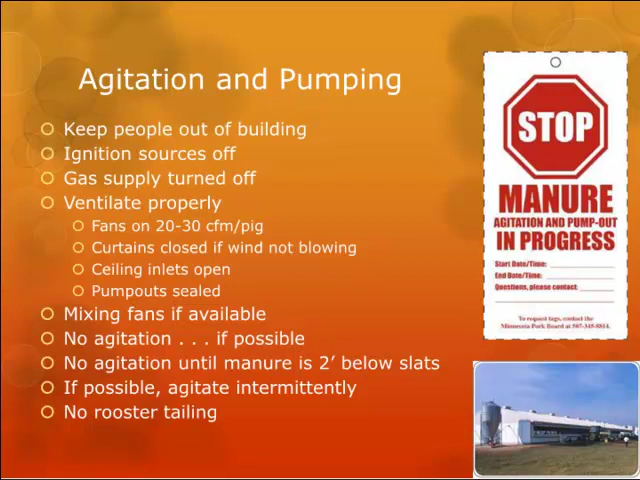 Agitation and Pumping
Keep people out of building
Ignition sources off
Gas supply turned off
Ventilate properly
Fans on 20-30 cfm/pig
Curtains closed if wind not blowing
Ceiling inlets open
Pumpouts sealed
Mixing fans if available
No agitation . . . if possible
No agitation until manure is 2’ below slats
If possible, agitate intermittently
No rooster tailing
STOP
MANURE
AGITATION AND PUMP-OUT
IN PROGRESS
Start Date/Time:
End Date/Time:
Questions, please contact:
To request tags, contact the
Minnesota Pork Board at 507-345-8814.